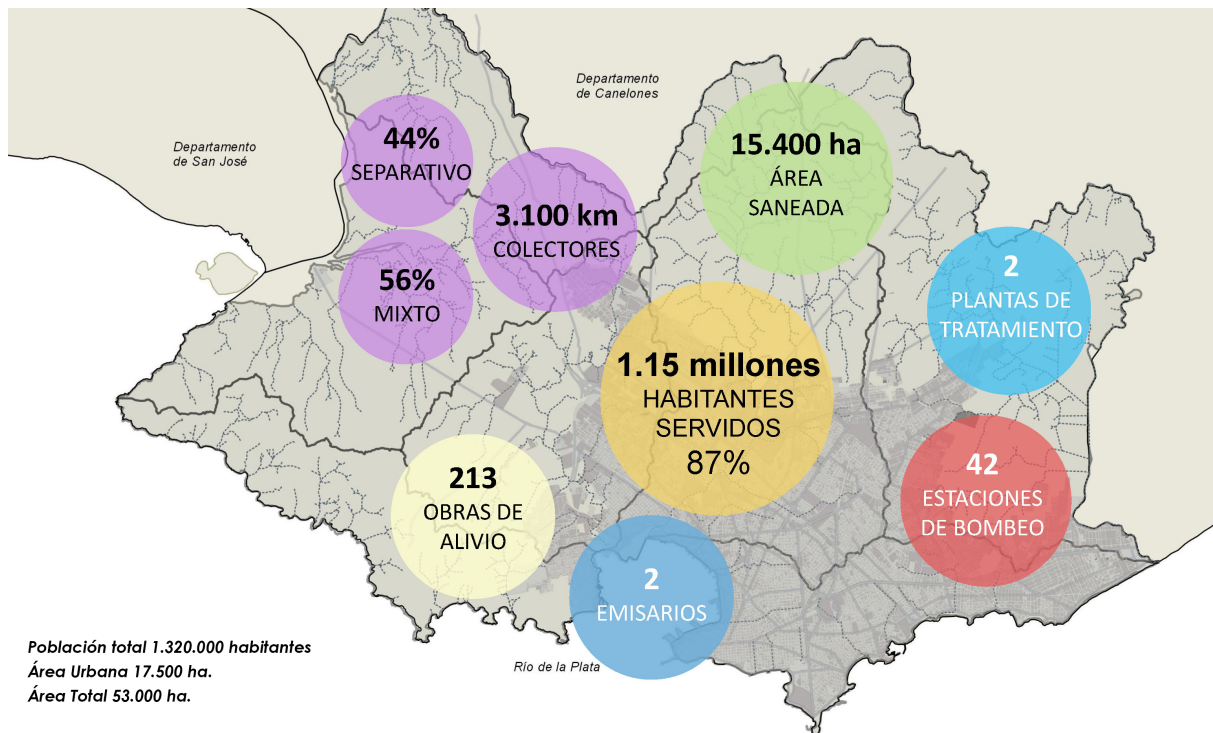 Departamento
de Canelones
Departamento
de San José
44%
SEPARATIVO
3.100 km
COLECTORES
56%
MIXTO
15.400 ha
ÁREA
SANEADA
2
PLANTAS DE
TRATAMIENTO
1.15 millones
HABITANTES
SERVIDOS
87%
213
OBRAS DE
ALIVIO
42
ESTACIONES
DE BOMBEO
2
EMISARIOS
Río de la Plata
Población total 1.320.000 habitantes
Área Urbana 17.500 ha.
Área Total 53.000 ha.